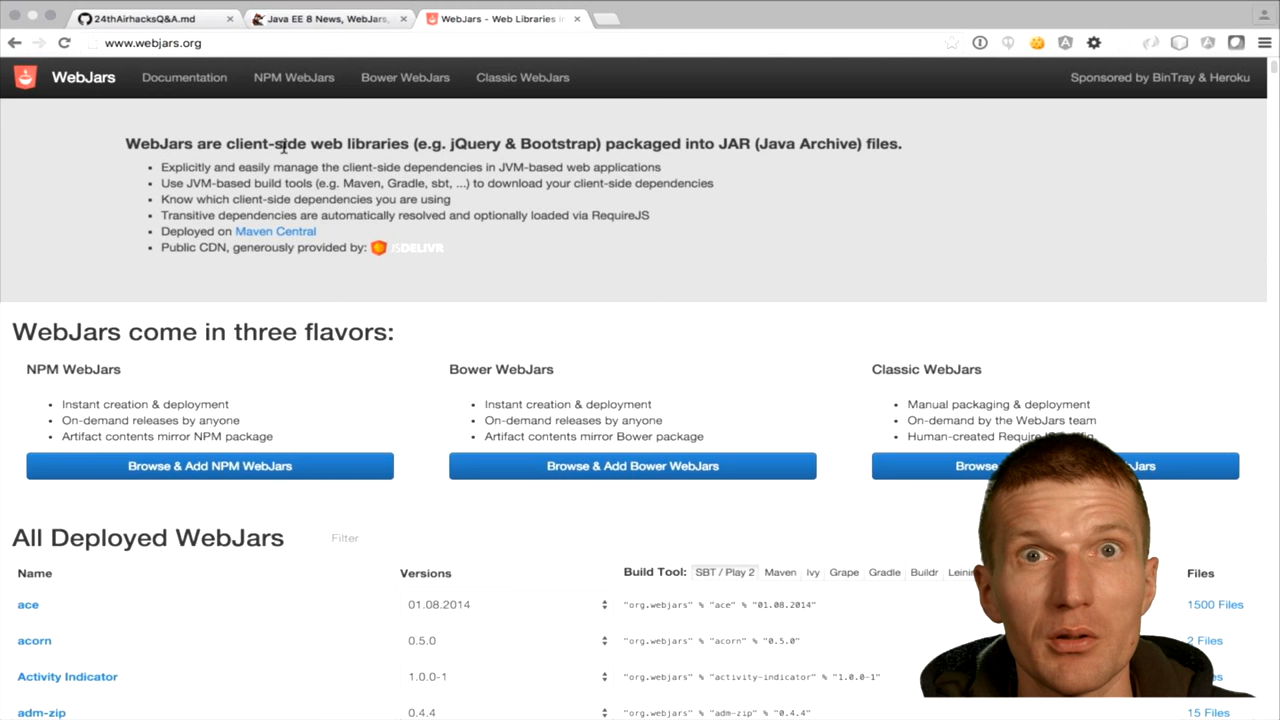 24thAirhacksQ&A.md
Java EE 8 News, WebJars,
WebJars - Web Libraries in
www.webjars.org
WebJars Documentation NPM WebJars Bower WebJars Classic WebJars Sponsored by BinTray & Heroku
WebJars are client-side web libraries (e.g. jQuery & Bootstrap) packaged into JAR (Java Archive) files.
Explicitly and easily manage the client-side dependencies in JVM-based web applications
Use JVM-based build tools (e.g. Maven, Gradle, sbt, ...) to download your client-side dependencies
Know which client-side dependencies you are using
Transitive dependencies are automatically resolved and optionally loaded via RequireJS
Deployed on Maven Central
Public CDN, generously provided by: JSDELIVR
WebJars come in three flavors:
NPM WebJars
Instant creation & deployment
On-demand releases by anyone
Artifact contents mirror NPM package
Browse & Add NPM WebJars
Bower WebJars
Instant creation & deployment
On-demand releases by anyone
Artifact contents mirror Bower package
Browse & Add Bower WebJars
Classic WebJars
Manual packaging & deployment
On-demand by the WebJars team
Human-created
Browse
All Deployed WebJars Filter
Name Versions Build Tool: SBT / Play 2 Maven Ivy Grape Gradle Buildr Files
ace 01.08.2014 "org.webjars" % "ace" % "01.08.2014" 1500 Files
acorn 0.5.0 "org.webjars" % "acorn" % "0.5.0" 2 Files
Activity Indicator 1.0.0-1 "org.webjars" % "activity-indicator" % "1.0.0-1"
adm-zip 0.4.4 "org.webjars" % "adm-zip" % "0.4.4" 15 Files